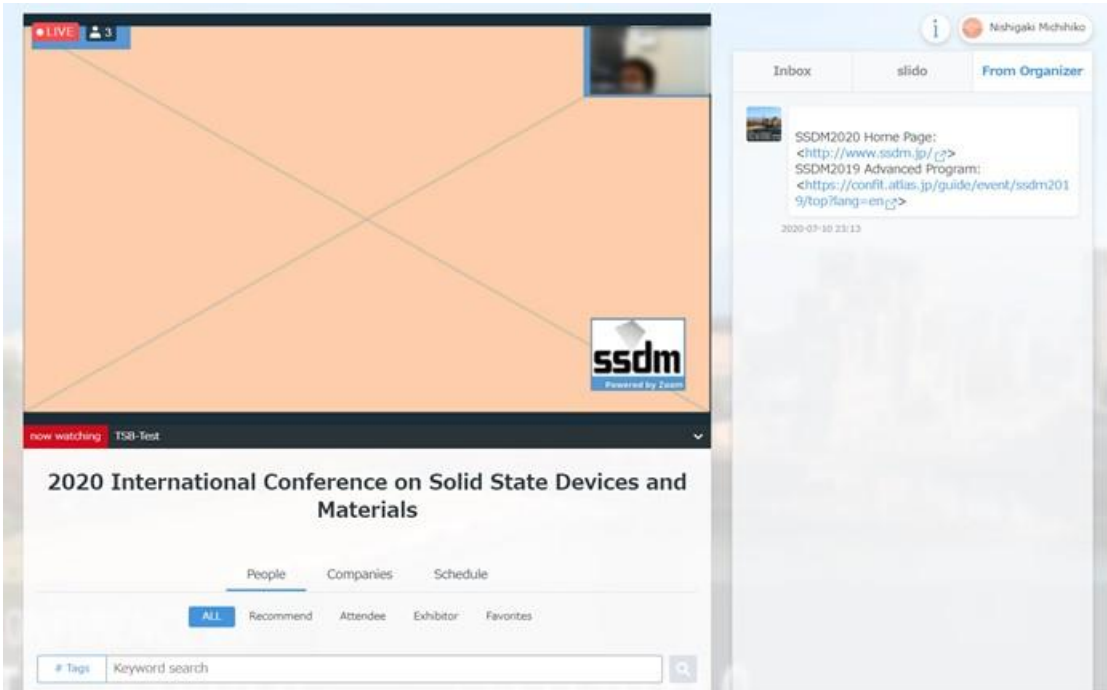 LIVE
3
ssdm
Powered by Zoom
now watching
TSB-Test
2020 International Conference on Solid State Devices and
Materials
People
Companies
Schedule
ALL
Recommend
Attendee
Exhibitor
Favorites
# Tags
Keyword search
i
Nishigaki Michihiko
Inbox
slido
From Organizer
SSDM2020 Home Page:
<http://www.ssdm.jp/>
SSDM2019 Advanced Program:
<https://confit.atlas.jp/guide/event/ssdm201
9/top?lang=en>
2020-07-10 23:13